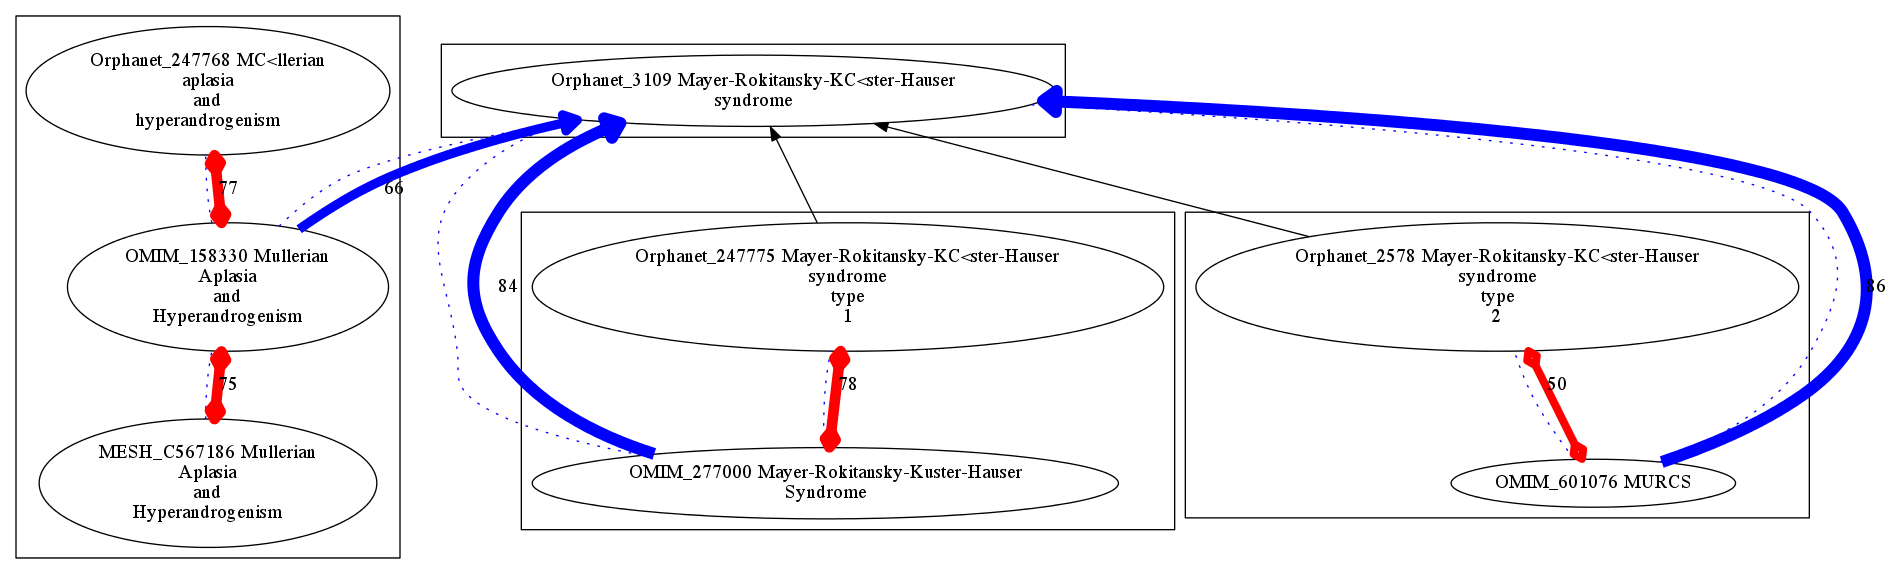 Orphanet_247768 MC<llerian
aplasia
and
hyperandrogenism
77
OMIM_158330 Mullerian
Aplasia
and
Hyperandrogenism
75
MESH_C567186 Mullerian
Aplasia
and
Hyperandrogenism
66
Orphanet_3109 Mayer-Rokitansky-KC<ster-Hauser
syndrome
84
Orphanet_247775 Mayer-Rokitansky-KC<ster-Hauser
syndrome
type
1
78
OMIM_277000 Mayer-Rokitansky-Kuster-Hauser
Syndrome
Orphanet_2578 Mayer-Rokitansky-KC<ster-Hauser
syndrome
type
2
50
OMIM_601076 MURCS
86